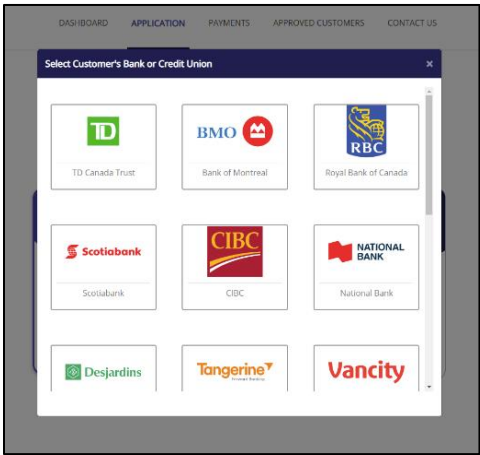 DASHBOARD APPLICATION PAYMENTS APPROVED CUSTOMERS CONTACT US
Select Customer's Bank or Credit Union ×
TD
TD Canada Trust
BMO
Bank of Montreal
RBC
Royal Bank of Canada
Scotiabank
Scotiabank
CIBC
CIBC
NATIONAL
BANK
National Bank
Desjardins
Tangerine
Vancity